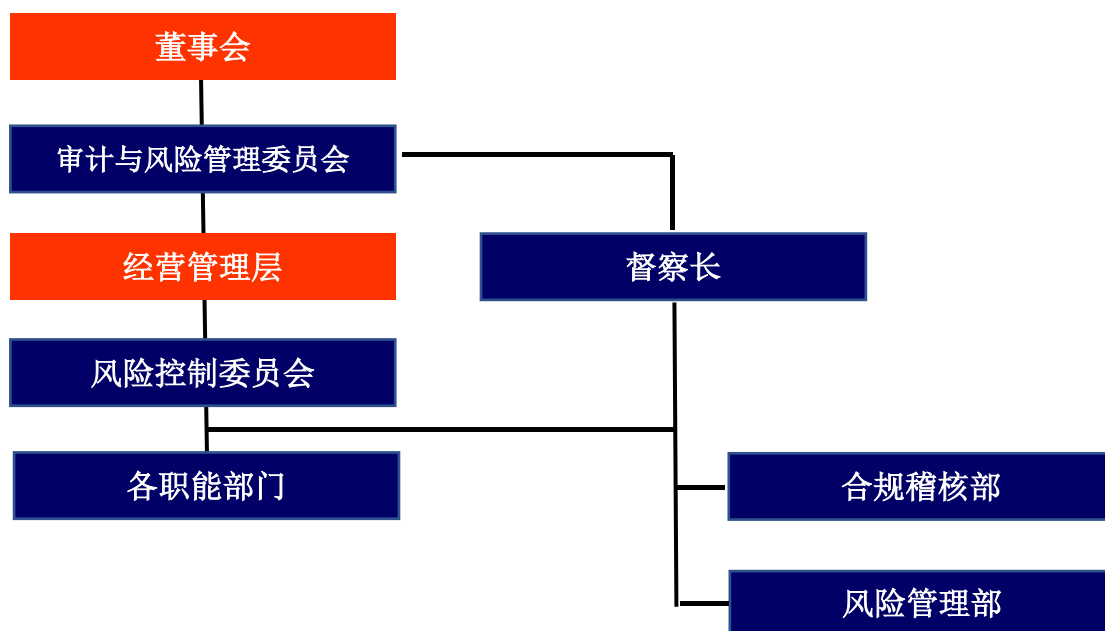 董事会
审计与风险管理委员会
经营管理层
督察长
风险控制委员会
各职能部门
合规稽核部
风险管理部